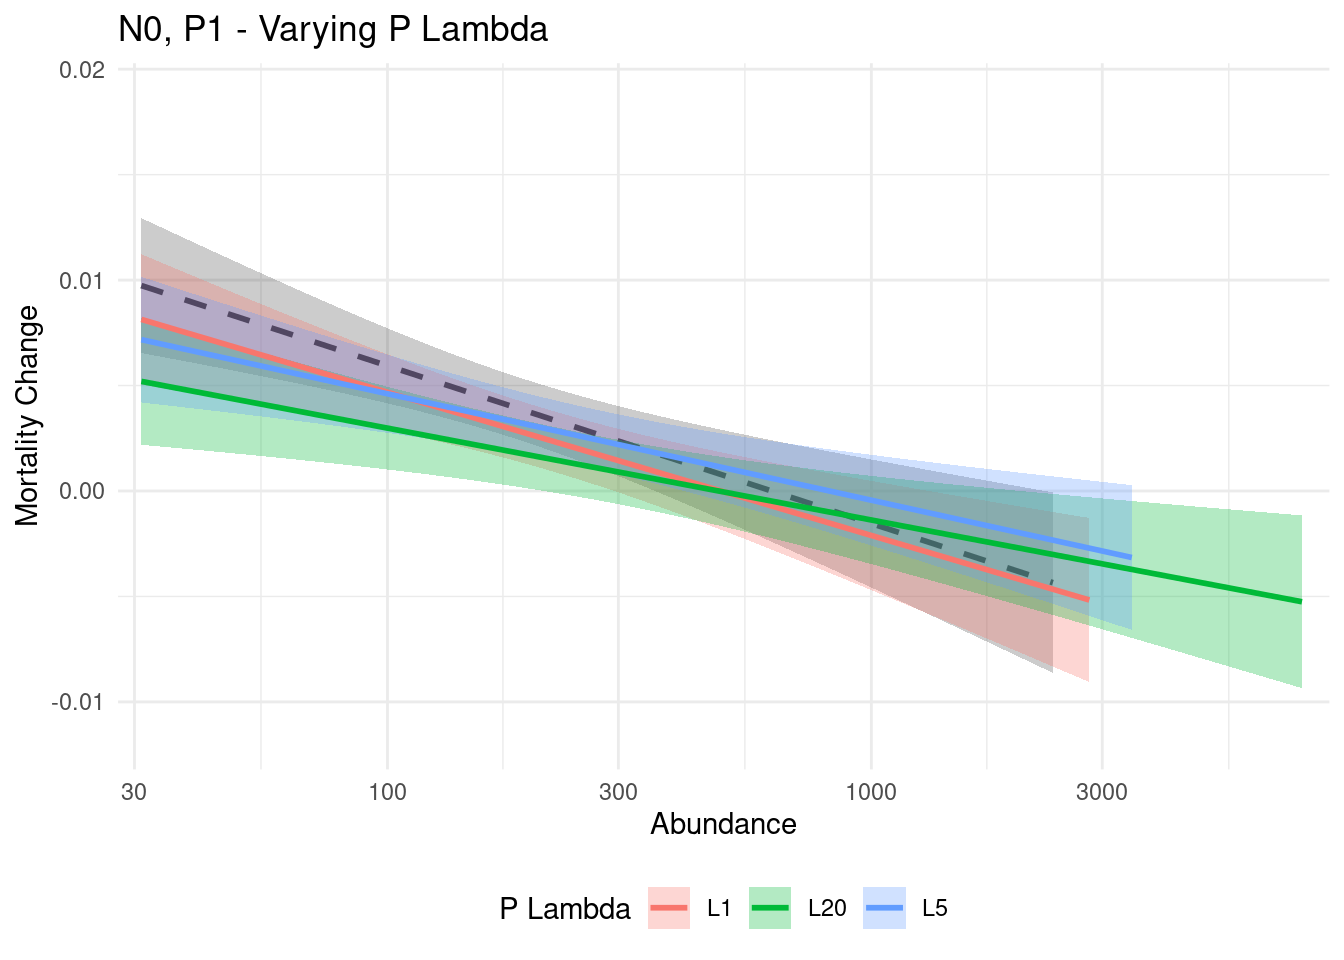 N0, P1 - Varying P Lambda
0.02
0.01
0.00
-0.01
Mortality Change
30 100 300 1000 3000
Abundance
P Lambda L1 L20 L5